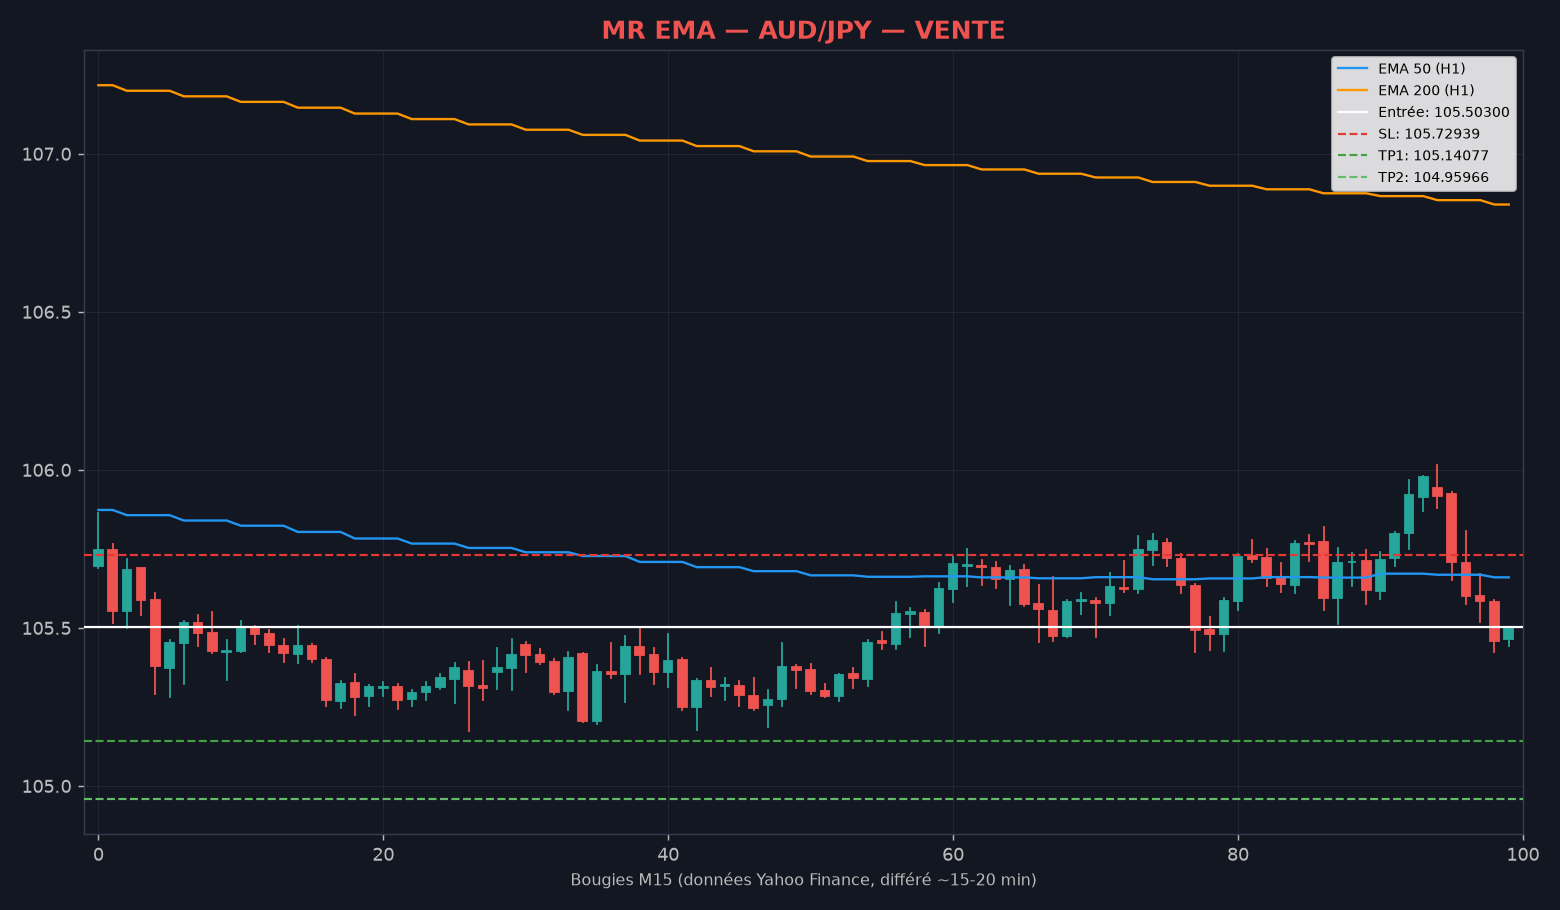 MR EMA — AUD/JPY — VENTE
EMA 50 (H1)
EMA 200 (H1)
Entrée: 105.50300
SL: 105.72939
TP1: 105.14077
TP2: 104.95966
107.0
106.5
106.0
105.5
105.0
0 20 40 60 80 100
Bougies M15 (données Yahoo Finance, différé ~15-20 min)